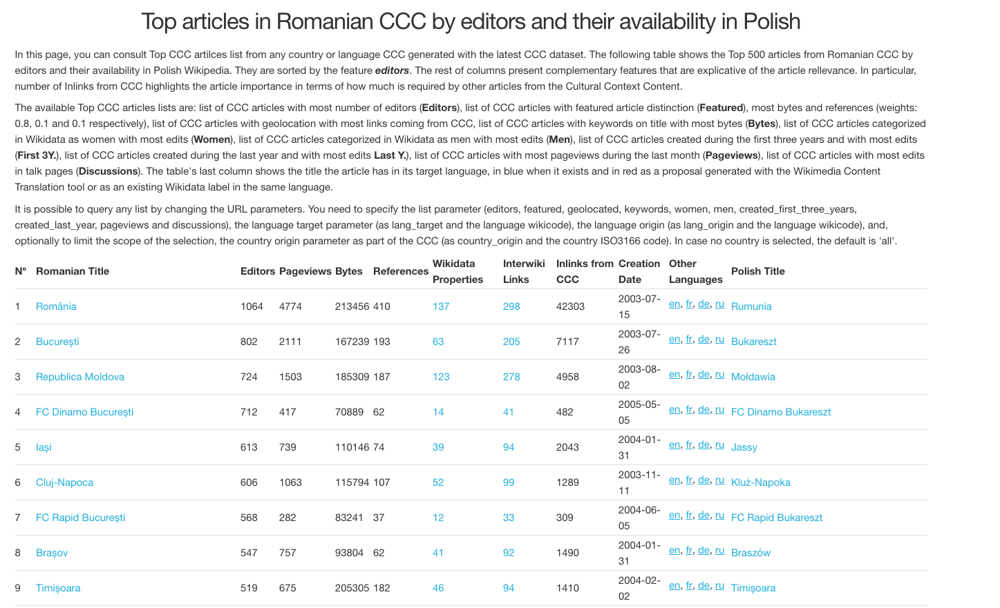 Top articles in Romanian CCC by editors and their availability in Polish
In this page, you can consult Top CCC artilces list from any country or language CCC generated with the latest CCC dataset. The following table shows the Top 500 articles from Romanian CCC by
editors and their availability in Polish Wikipedia. They are sorted by the feature editors. The rest of columns present complementary features that are explicative of the article rellevance. In particular,
number of Inlinks from CCC highlights the article importance in terms of how much is required by other articles from the Cultural Context Content.
The available Top CCC articles lists are: list of CCC articles with most number of editors (Editors), list of CCC articles with featured article distinction (Featured), most bytes and references (weights:
0.8, 0.1 and 0.1 respectively), list of CCC articles with geolocation with most links coming from CCC, list of CCC articles with keywords on title with most bytes (Bytes), list of CCC articles categorized
in Wikidata as women with most edits (Women), list of CCC articles categorized in Wikidata as men with most edits (Men), list of CCC articles created during the first three years and with most edits
(First 3Y.), list of CCC articles created during the last year and with most edits Last Y.), list of CCC articles with most pageviews during the last month (Pageviews), list of CCC articles with most edits
in talk pages (Discussions). The table's last column shows the title the article has in its target language, in blue when it exists and in red as a proposal generated with the Wikimedia Content
Translation tool or as an existing Wikidata label in the same language.
It is possible to query any list by changing the URL parameters. You need to specify the list parameter (editors, featured, geolocated, keywords, women, men, created_first_three_years,
created_last_year, pageviews and discussions), the language target parameter (as lang_target and the language wikicode), the language origin (as lang_origin and the language wikicode), and,
optionally to limit the scope of the selection, the country origin parameter as part of the CCC (as country_origin and the country ISO3166 code). In case no country is selected, the default is 'all'.
Nº Romanian Title Editors Pageviews Bytes References Wikidata Properties Interwiki Links Inlinks from CCC Creation Date Other Languages Polish Title
1 România 1064 4774 213456 410 137 298 42303 2003-07-15 en, fr, de, ru Rumunia
2 București 802 2111 167239 193 63 205 7117 2003-07-26 en, fr, de, ru Bukareszt
3 Republica Moldova 724 1503 185309 187 123 278 4958 2003-08-02 en, fr, de, ru Mołdawia
4 FC Dinamo București 712 417 70889 62 14 41 482 2005-05-05 en, fr, de, ru FC Dinamo Bukareszt
5 Iași 613 739 110146 74 39 94 2043 2004-01-31 en, fr, de, ru Jassy
6 Cluj-Napoca 606 1063 115794 107 52 99 1289 2003-11-11 en, fr, de, ru Kluż-Napoka
7 FC Rapid București 568 282 83241 37 12 33 309 2004-06-05 en, fr, de, ru FC Rapid Bukareszt
8 Brașov 547 757 93804 62 41 92 1490 2004-01-31 en, fr, de, ru Braszów
9 Timișoara 519 675 205305 182 46 94 1410 2004-02-02 en, fr, de, ru Timișoara